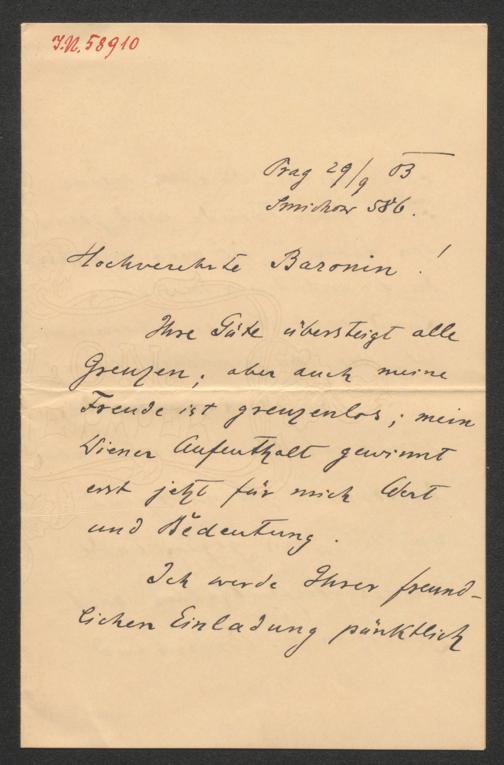 J.N. 58910
Prag 29/9 03
Smichow 586.
Hochverehrte Baronin!
Ihre Güte übersteigt alle
Grenzen; aber auch meine
Freude ist grenzenlos; mein
Wiener Aufenthalt gewinnt
erst jetzt für mich Wert
und Bedeutung.
Ich werde Ihrer freund-
lichen Einladung pünktlich